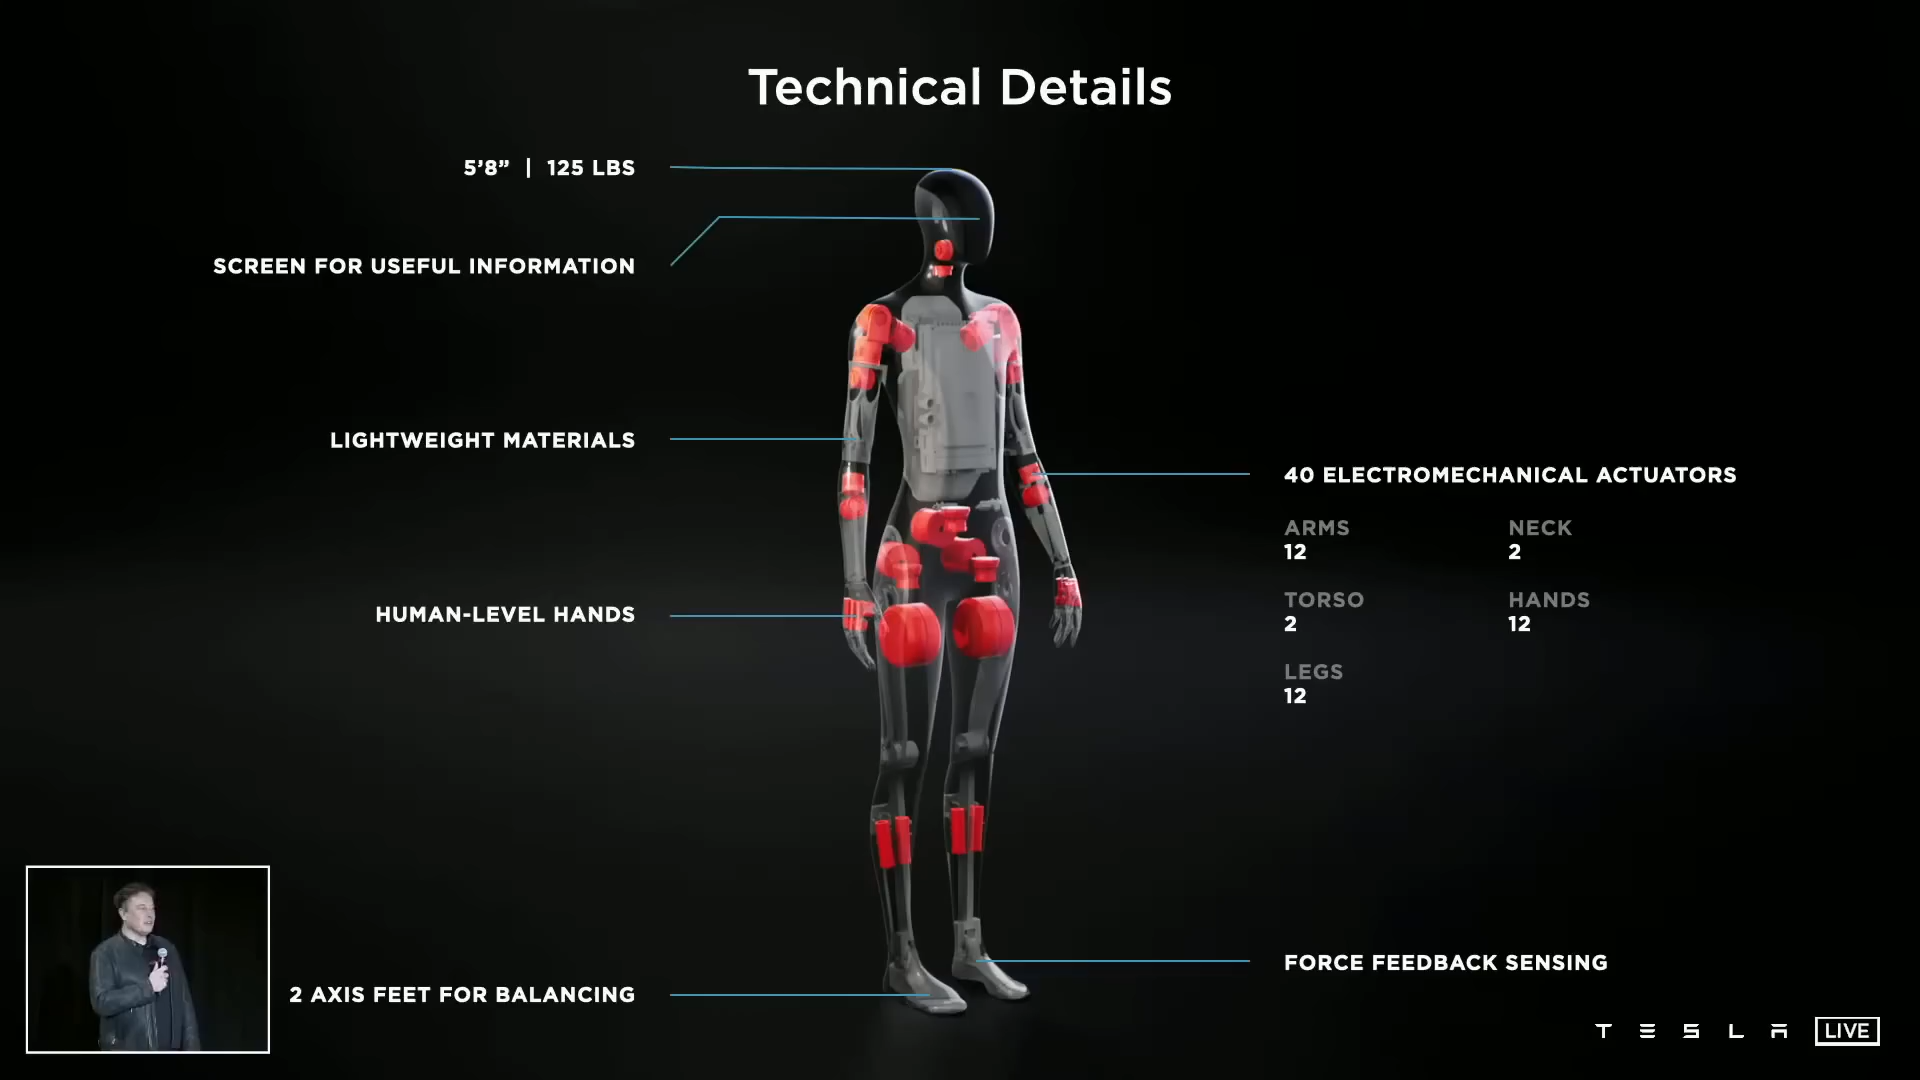 Technical Details
5’8” | 125 LBS
SCREEN FOR USEFUL INFORMATION
LIGHTWEIGHT MATERIALS
HUMAN-LEVEL HANDS
2 AXIS FEET FOR BALANCING
40 ELECTROMECHANICAL ACTUATORS
ARMS NECK
12 2
TORSO HANDS
2 12
LEGS
12
FORCE FEEDBACK SENSING
TESLA LIVE